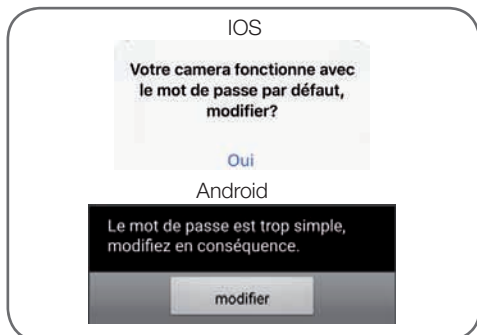 IOS
Votre camera fonctionne avec
le mot de passe par défaut,
modifier?
Oui
Android
Le mot de passe est trop simple,
modifiez en conséquence.
modifier